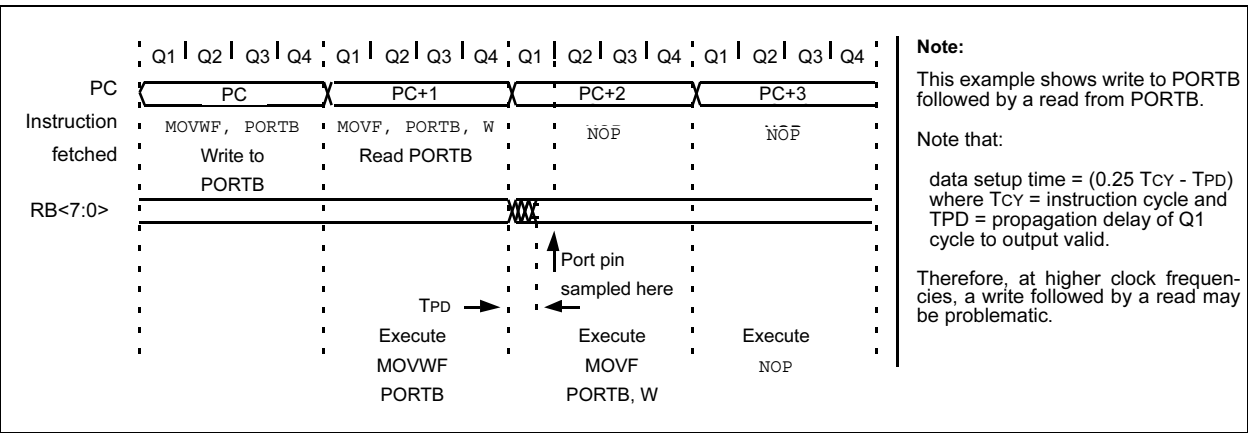 Q1 Q2 Q3 Q4 Q1 Q2 Q3 Q4 Q1 Q2 Q3 Q4 Q1 Q2 Q3 Q4
PC PC PC+1 PC+2 PC+3
Instruction
fetched
MOVWF, PORTB
Write to
PORTB
MOVF, PORTB, W
Read PORTB
NOP
NOP
RB<7:0>
Port pin
sampled here
TPD
Execute
MOVWF
PORTB
Execute
MOVF
PORTB, W
Execute
NOP
Note:
This example shows write to PORTB
followed by a read from PORTB.
Note that:
data setup time = (0.25 TCY - TPD)
where TCY = instruction cycle and
TPD = propagation delay of Q1
cycle to output valid.
Therefore, at higher clock frequen-
cies, a write followed by a read may
be problematic.